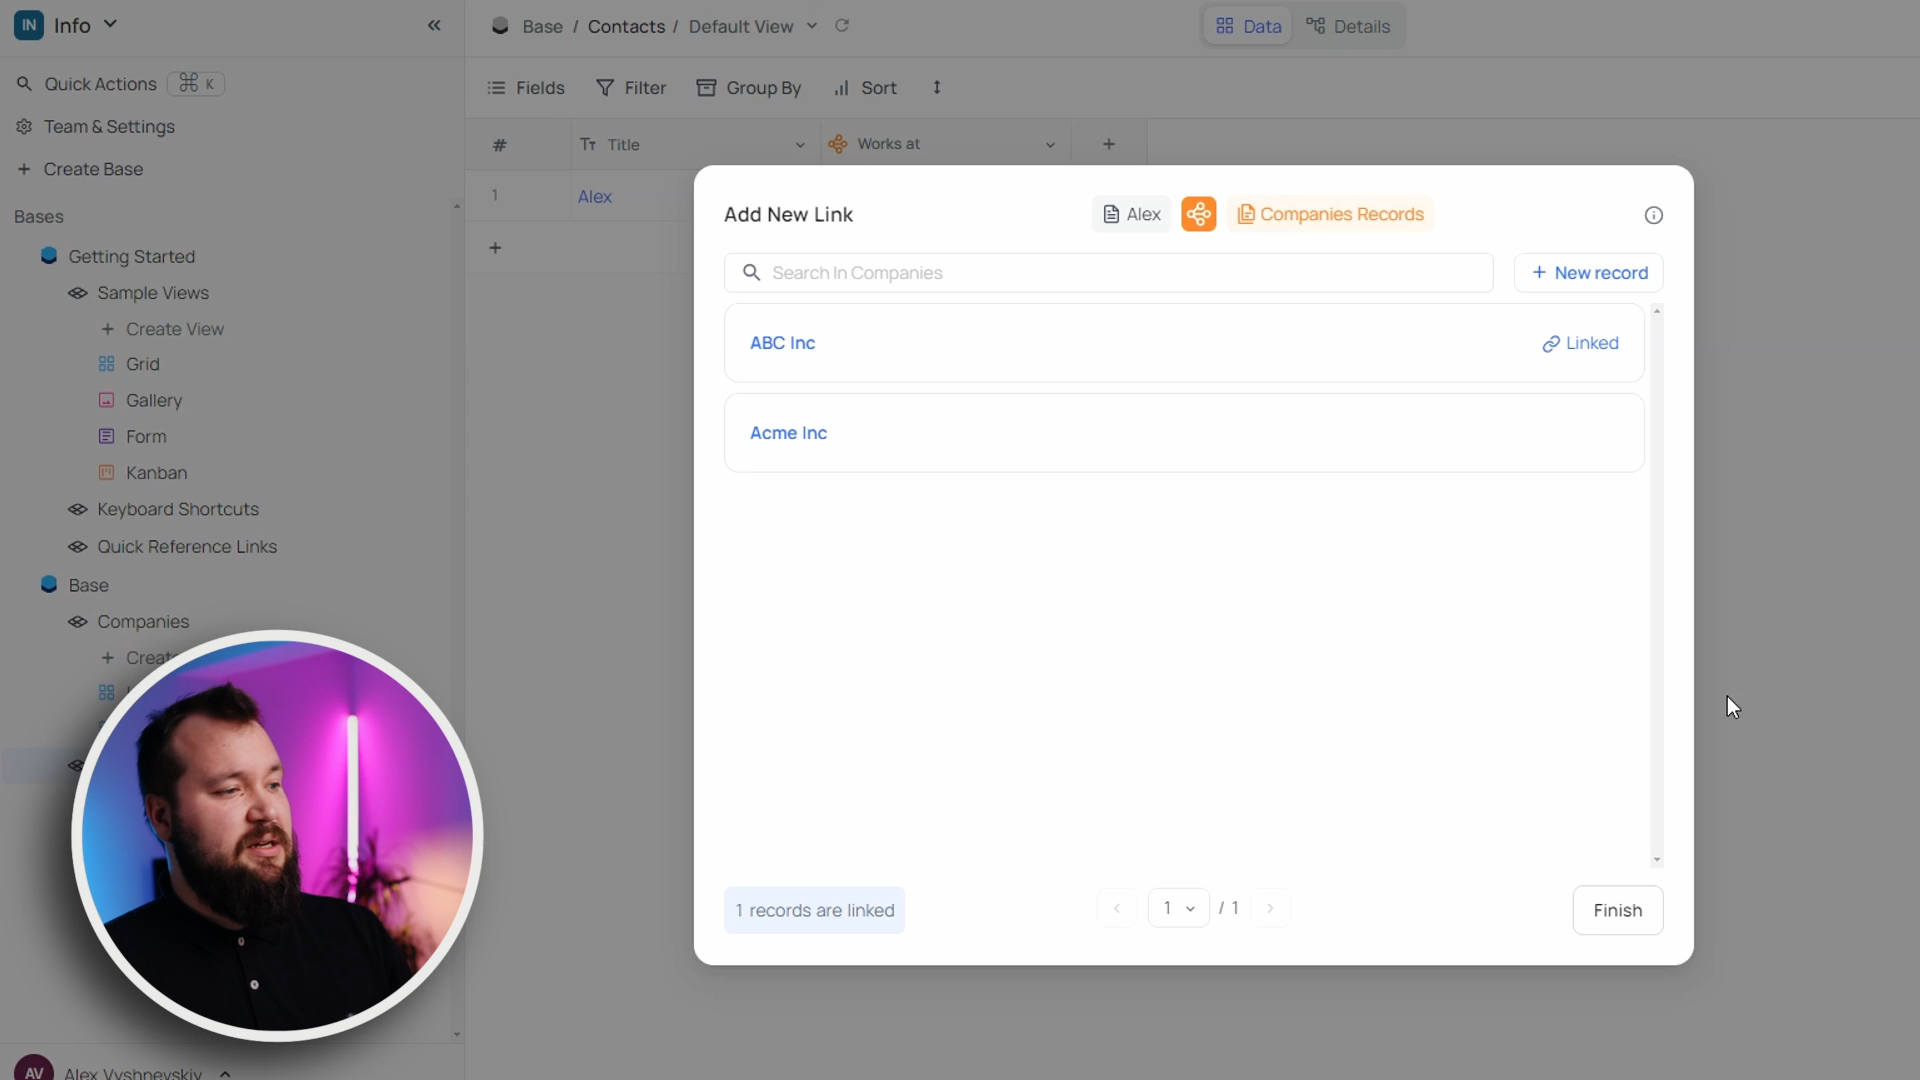 IN Info
Base / Contacts / Default View
Data
Details
Quick Actions ⌘ K
Fields
Filter
Group By
Sort
Team & Settings
# Title
Works at
Create Base
1 Alex
Bases
Add New Link
Alex
Companies Records
Getting Started
Search In Companies
New record
Sample Views
Create View
ABC Inc
Linked
Grid
Gallery
Form
Acme Inc
Kanban
Keyboard Shortcuts
Quick Reference Links
Base
Companies
1 records are linked
1 / 1
Finish
AV Alex Vyshnevskiy